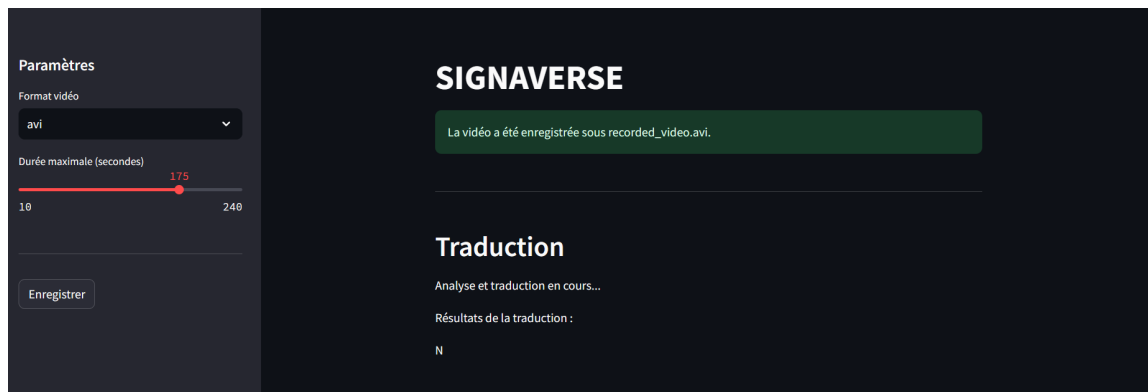 Paramètres
Format vidéo
avi
Durée maximale (secondes)
175
10 240
Enregistrer
SIGNAVERSE
La vidéo a été enregistrée sous recorded_video.avi.
Traduction
Analyse et traduction en cours...
Résultats de la traduction :
N